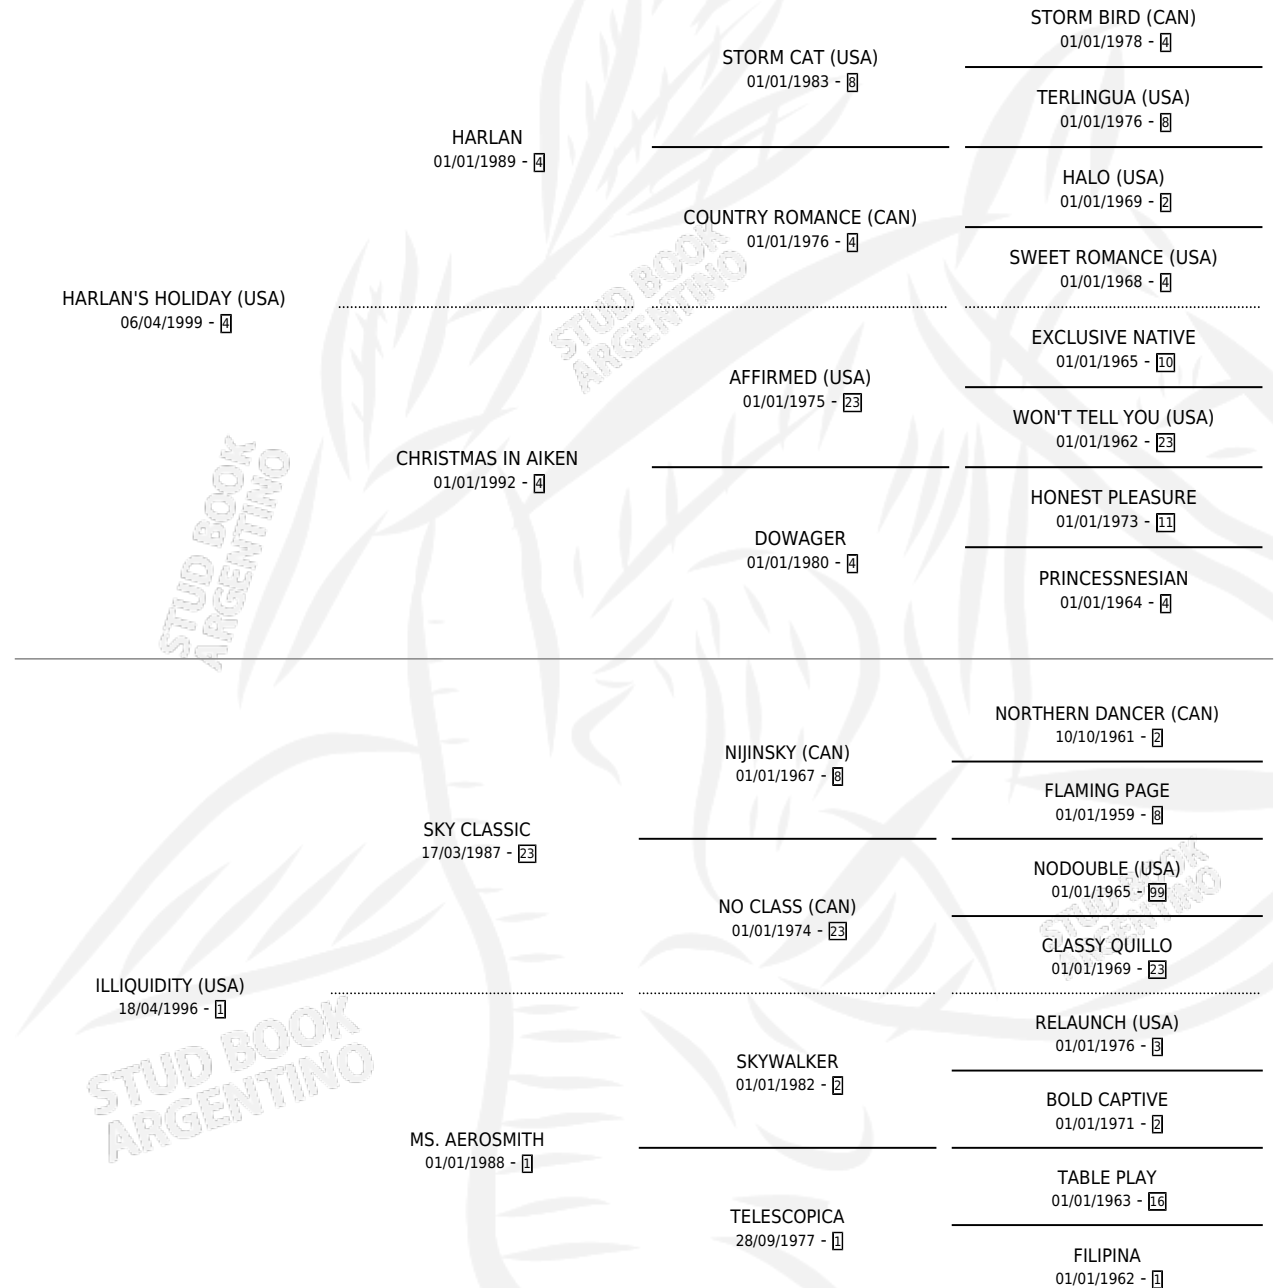 STORM BIRD (CAN)
01/01/1978 - 4
STORM CAT (USA)
01/01/1983 - 8
TERLINGUA (USA)
01/01/1976 - 8
HARLAN
01/01/1989 - 4
HALO (USA)
01/01/1969 - 2
COUNTRY ROMANCE (CAN)
01/01/1976 - 4
SWEET ROMANCE (USA)
01/01/1968 - 4
HARLAN'S HOLIDAY (USA)
06/04/1999 - 4
EXCLUSIVE NATIVE
01/01/1965 - 10
AFFIRMED (USA)
01/01/1975 - 23
WON'T TELL YOU (USA)
01/01/1962 - 23
CHRISTMAS IN AIKEN
01/01/1992 - 4
HONEST PLEASURE
01/01/1973 - 11
DOWAGER
01/01/1980 - 4
PRINCESSNESIAN
01/01/1964 - 4
NORTHERN DANCER (CAN)
10/10/1961 - 2
NIJINSKY (CAN)
01/01/1967 - 8
FLAMING PAGE
01/01/1959 - 8
SKY CLASSIC
17/03/1987 - 23
NODOUBLE (USA)
01/01/1965 - 99
NO CLASS (CAN)
01/01/1974 - 23
CLASSY QUILLO
01/01/1969 - 23
ILLIQUIDITY (USA)
18/04/1996 - 1
RELAUNCH (USA)
01/01/1976 - 3
SKYWALKER
01/01/1982 - 2
BOLD CAPTIVE
01/01/1971 - 2
MS. AEROSMITH
01/01/1988 - 1
TABLE PLAY
01/01/1963 - 16
TELESCOPICA
28/09/1977 - 1
FILIPINA
01/01/1962 - 1
STUD BOOK
ARGENTINO
STUD BOOK
ARGENTINO
STUD BOOK
ARGENTINO
STUD BOOK
ARGENTINO